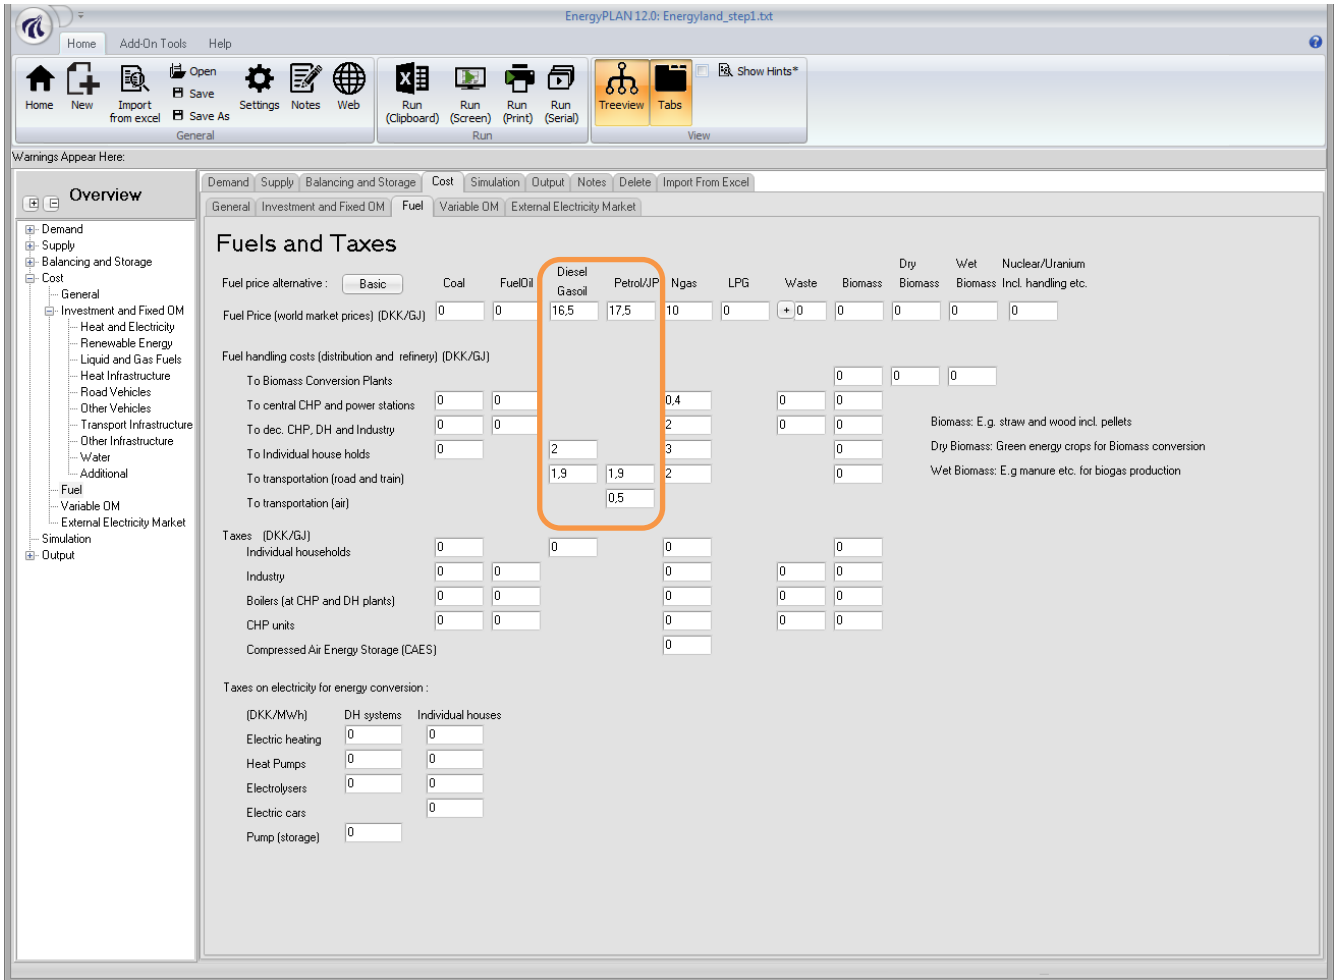 EnergyPLAN 12.0: Energyland_step1.txt
Home Add-On Tools Help
Home New Import from excel Open Save Save As Settings Notes Web Run (Clipboard) Run (Screen) Run (Print) Run (Serial) Treeview Tabs Show Hints*
General Run View
Warnings Appear Here:
Overview
Demand
Supply
Balancing and Storage
Cost
General
Investment and Fixed OM
Heat and Electricity
Renewable Energy
Liquid and Gas Fuels
Heat Infrastructure
Road Vehicles
Other Vehicles
Transport Infrastructure
Other Infrastructure
Water
Additional
Fuel
Variable OM
External Electricity Market
Simulation
Output
Demand Supply Balancing and Storage Cost Simulation Output Notes Delete Import From Excel
General Investment and Fixed OM Fuel Variable OM External Electricity Market
Fuels and Taxes
Fuel price alternative : Basic Coal FuelOil Diesel Gasoil Petrol/JP Ngas LPG Waste Biomass Dry Biomass Wet Biomass Nuclear/Uranium Incl. handling etc.
Fuel Price (world market prices) (DKK/GJ) 0 0 16,5 17,5 10 0 + 0 0 0 0 0
Fuel handling costs (distribution and refinery) (DKK/GJ)
To Biomass Conversion Plants 0 0 0
To central CHP and power stations 0 0 0,4 0 0
To dec. CHP, DH and Industry 0 0 2 0 0
To Individual house holds 0 2 3 0
To transportation (road and train) 1,9 1,9 2 0
To transportation (air) 0,5
Biomass: E.g. straw and wood incl. pellets
Dry Biomass: Green energy crops for Biomass conversion
Wet Biomass: E.g manure etc. for biogas production
Taxes (DKK/GJ)
Individual households 0 0 0 0
Industry 0 0 0 0 0
Boilers (at CHP and DH plants) 0 0 0 0 0
CHP units 0 0 0 0 0
Compressed Air Energy Storage (CAES) 0
Taxes on electricity for energy conversion :
(DKK/MWh) DH systems Individual houses
Electric heating 0 0
Heat Pumps 0 0
Electrolysers 0 0
Electric cars 0
Pump (storage) 0